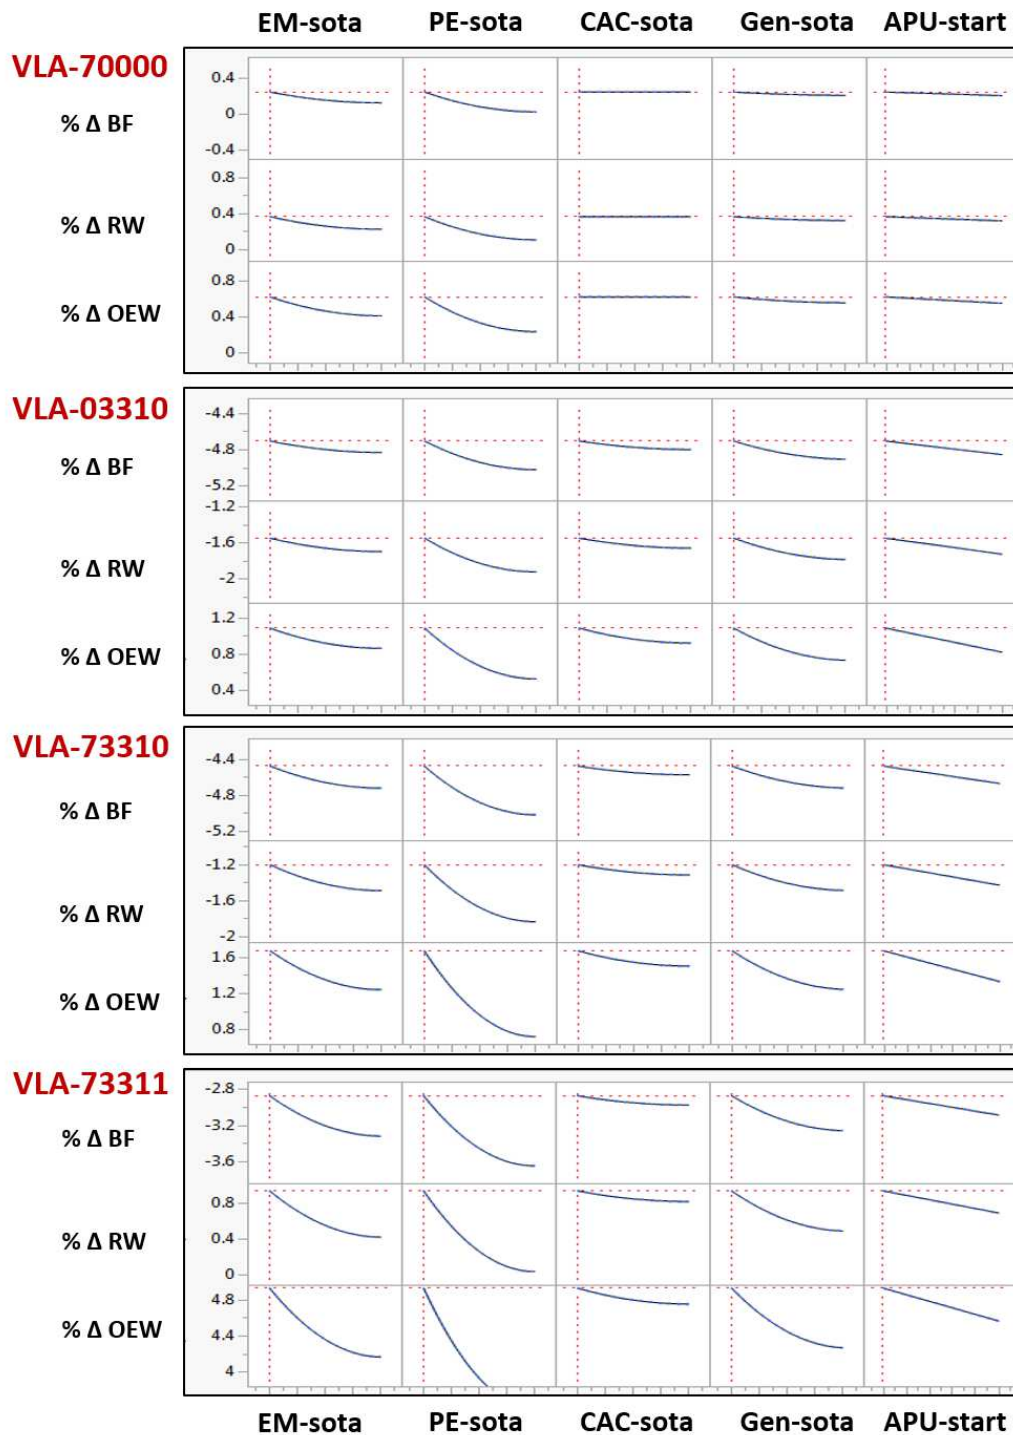 EM-sota PE-sota CAC-sota Gen-sota APU-start
VLA-70000
0.4
% Δ BF
0
-0.4
0.8
0.4
% Δ RW
0
0.8
0.4
% Δ OEW
0
VLA-03310
-4.4
-4.8
% Δ BF
-5.2
-1.2
-1.6
% Δ RW
-2
1.2
0.8
% Δ OEW
0.4
VLA-73310
-4.4
-4.8
% Δ BF
-5.2
-1.2
-1.6
% Δ RW
-2
1.6
1.2
% Δ OEW
0.8
VLA-73311
-2.8
-3.2
% Δ BF
-3.6
0.8
0.4
% Δ RW
0
4.8
% Δ OEW
4.4
4
EM-sota PE-sota CAC-sota Gen-sota APU-start